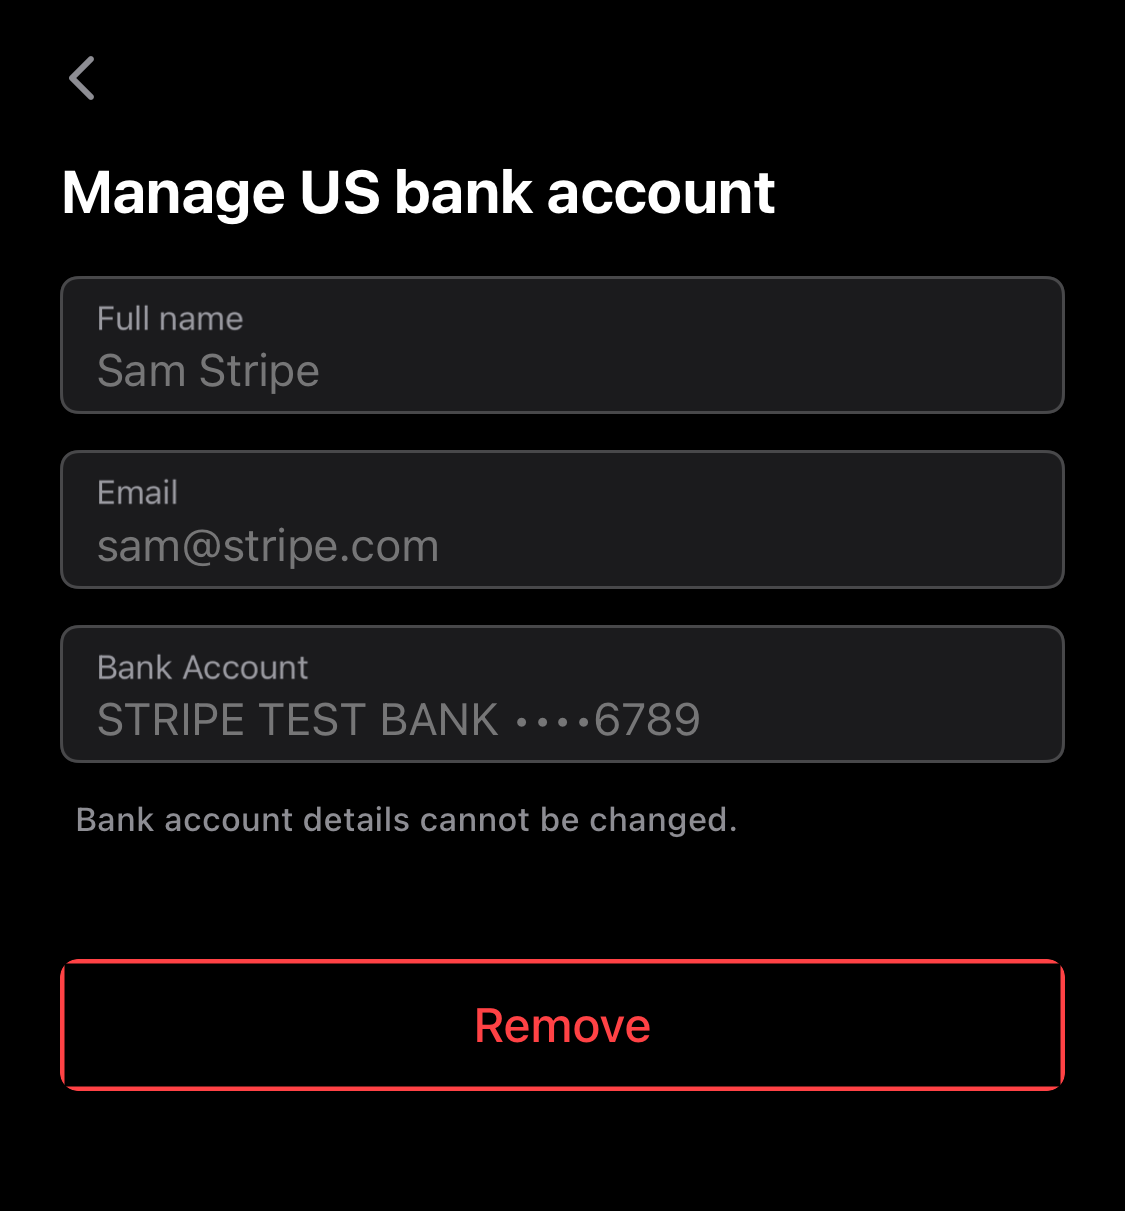 Manage US bank account
Full name
Sam Stripe
Email
sam@stripe.com
Bank Account
STRIPE TEST BANK ••••6789
Bank account details cannot be changed.
Remove